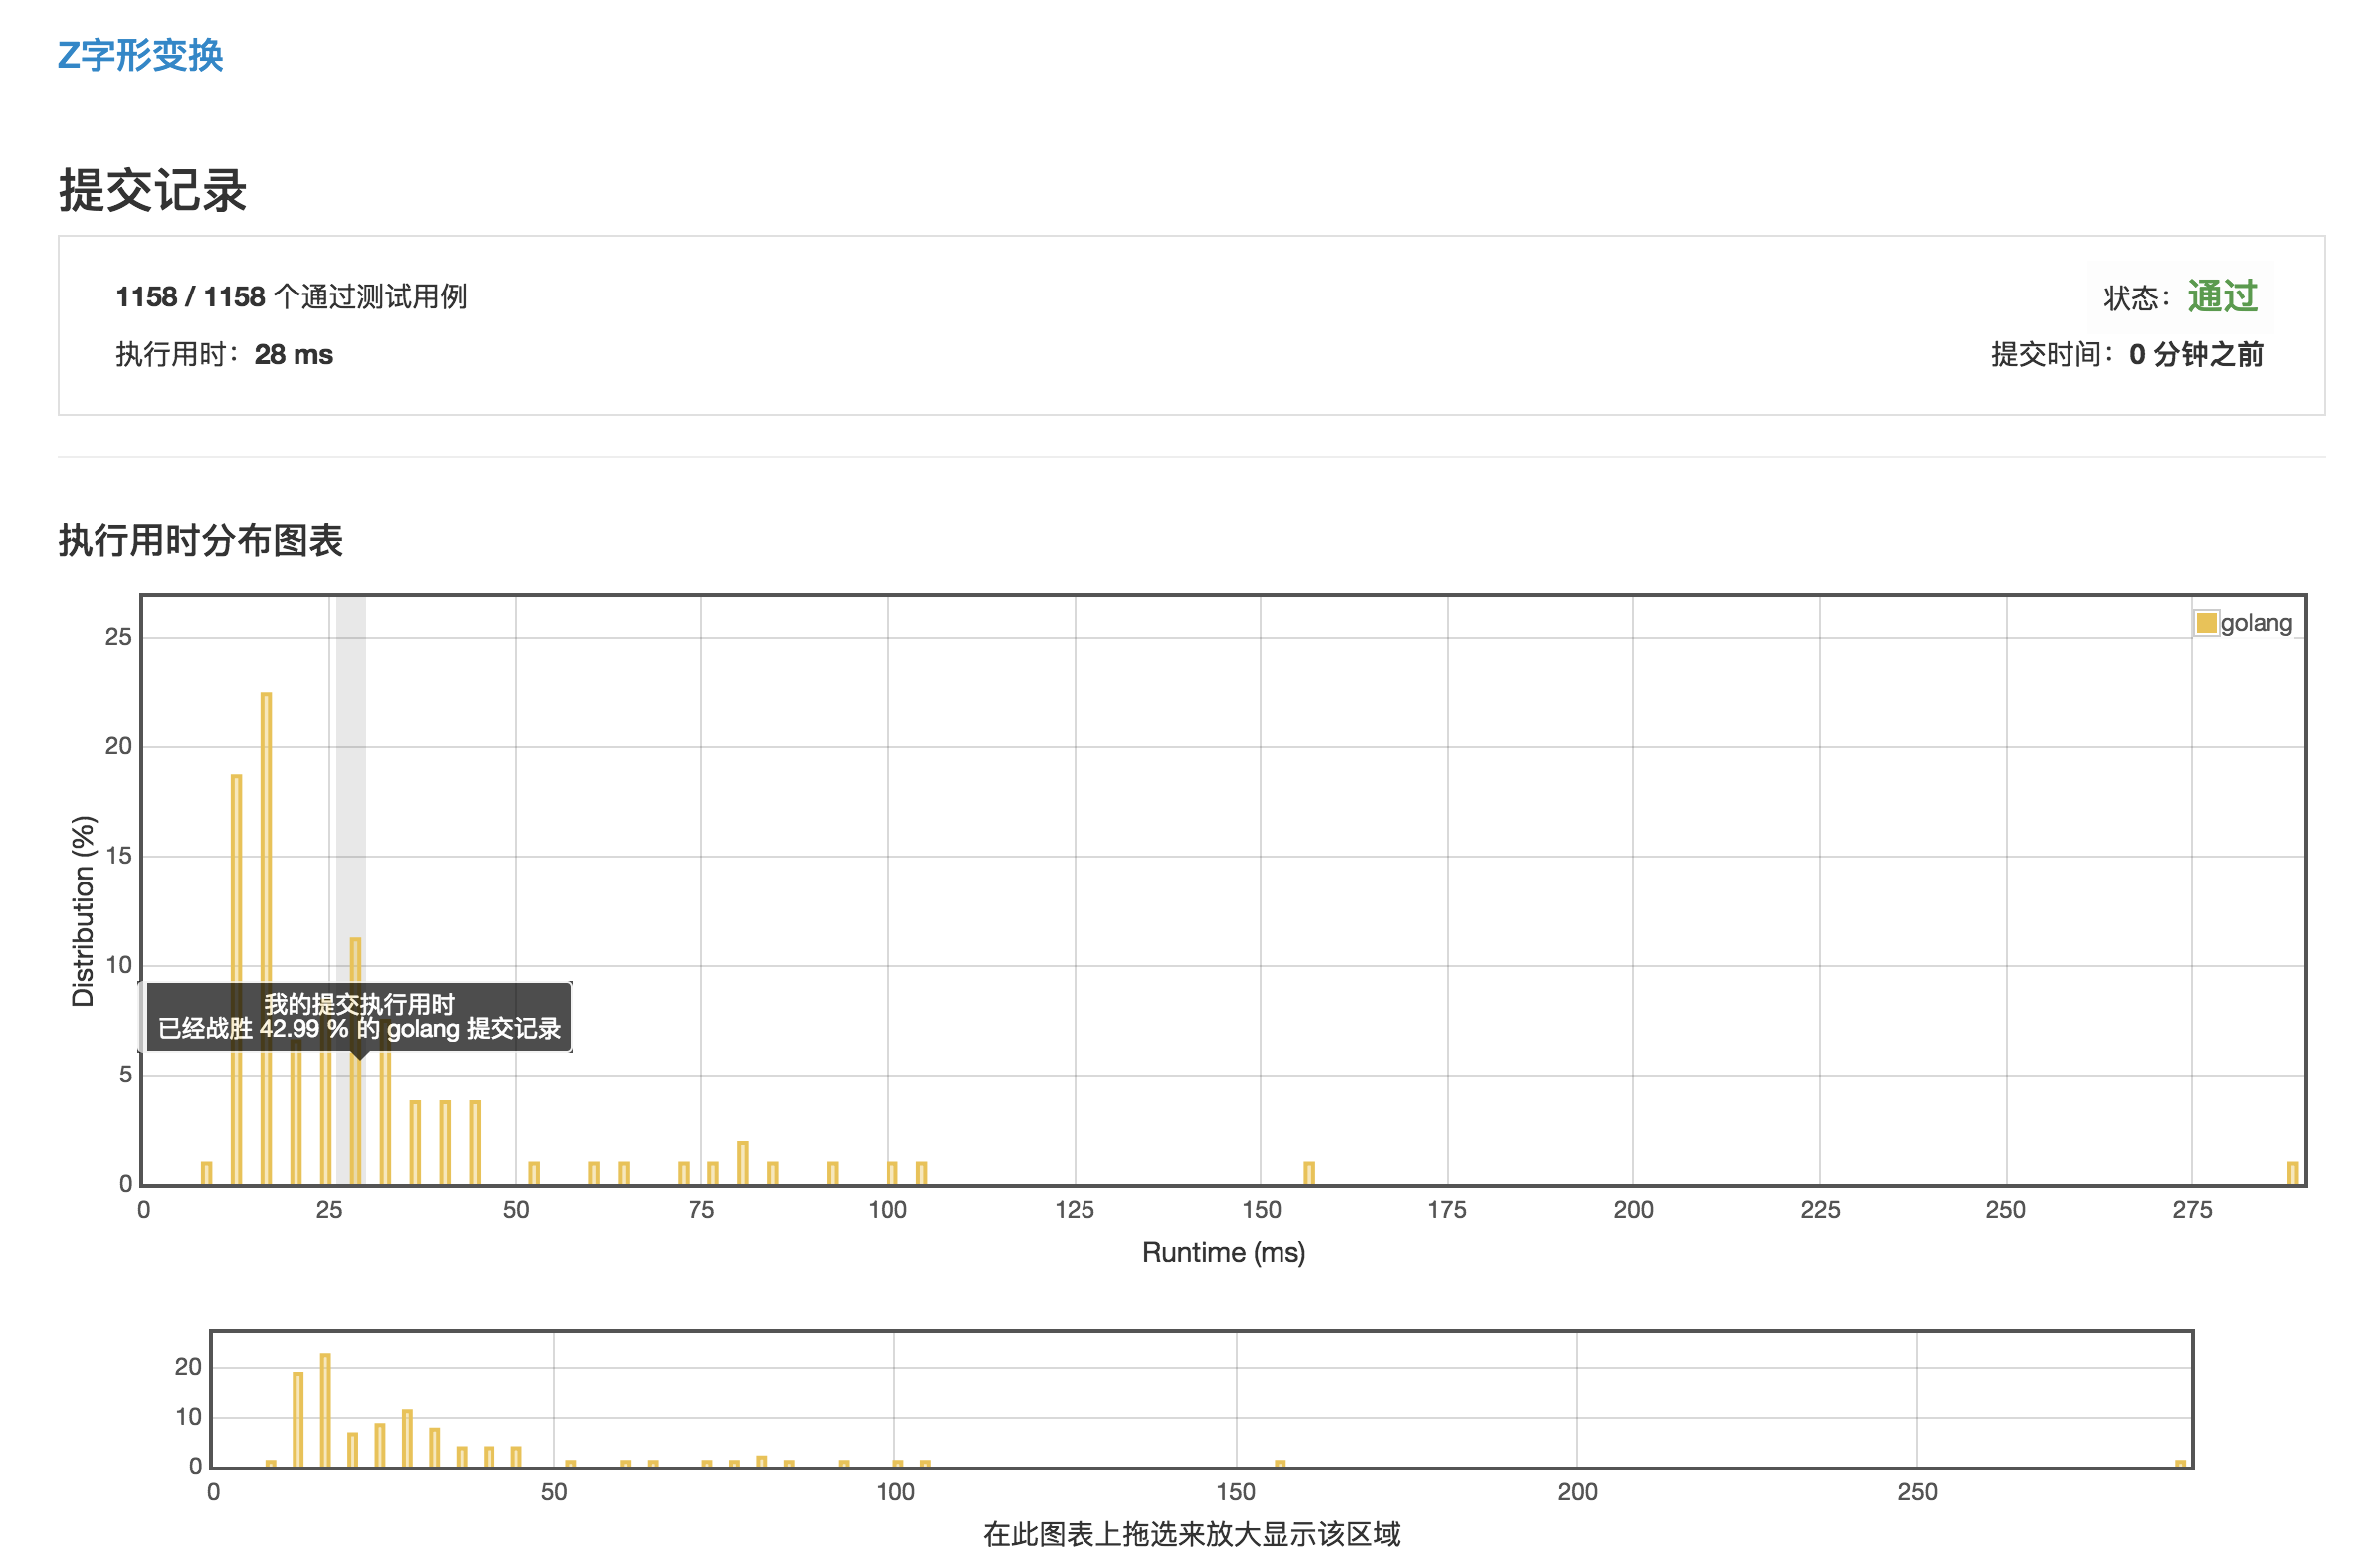 Z字形变换
提交记录
1158 / 1158 个通过测试用例
状态：通过
执行用时：28 ms
提交时间：0 分钟之前
执行用时分布图表
golang
25
20
15
10
5
0
Distribution (%)
我的提交执行用时
已经战胜 42.99 % 的 golang 提交记录
0 25 50 75 100 125 150 175 200 225 250 275
Runtime (ms)
20
10
0
0 50 100 150 200 250
在此图表上拖选来放大显示该区域